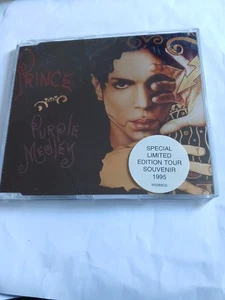 PRINCE
PURPLE
MEDLEY
SPECIAL
LIMITED
EDITION TOUR
SOUVENIR
1995